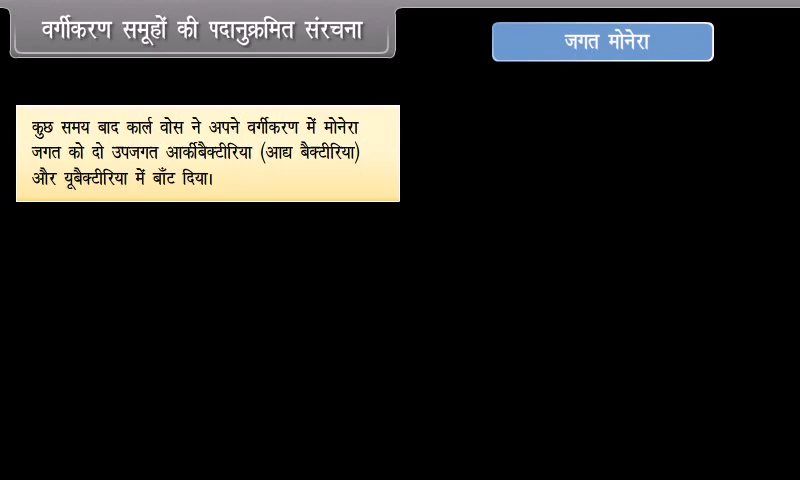 वर्गीकरण समूहों की पदानुक्रमित संरचना
जगत मोनेरा
कुछ समय बाद कार्ल वोस ने अपने वर्गीकरण में मोनेरा
जगत को दो उपजगत आर्कीबैक्टीरिया (आद्य बैक्टीरिया)
और यूबैक्टीरिया में बाँट दिया।